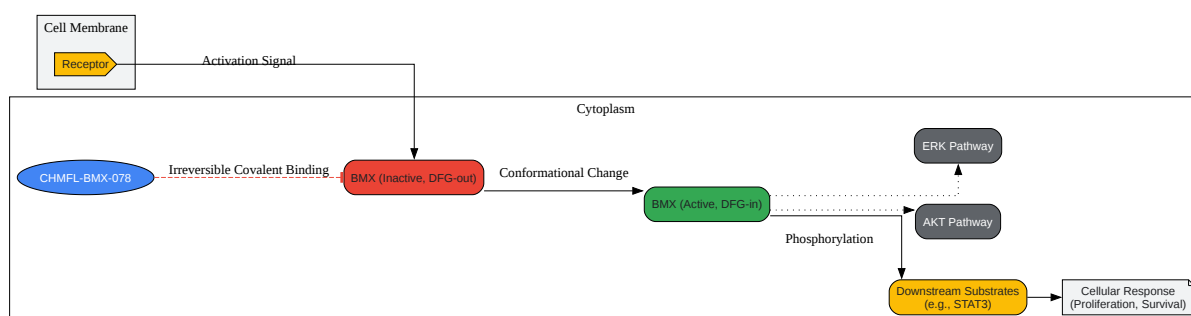 Cell Membrane
Receptor
Activation Signal
Cytoplasm
CHMFL-BMX-078
Irreversible Covalent Binding
BMX (Inactive, DFG-out)
Conformational Change
BMX (Active, DFG-in)
ERK Pathway
AKT Pathway
Phosphorylation
Downstream Substrates
(e.g., STAT3)
Cellular Response
(Proliferation, Survival)